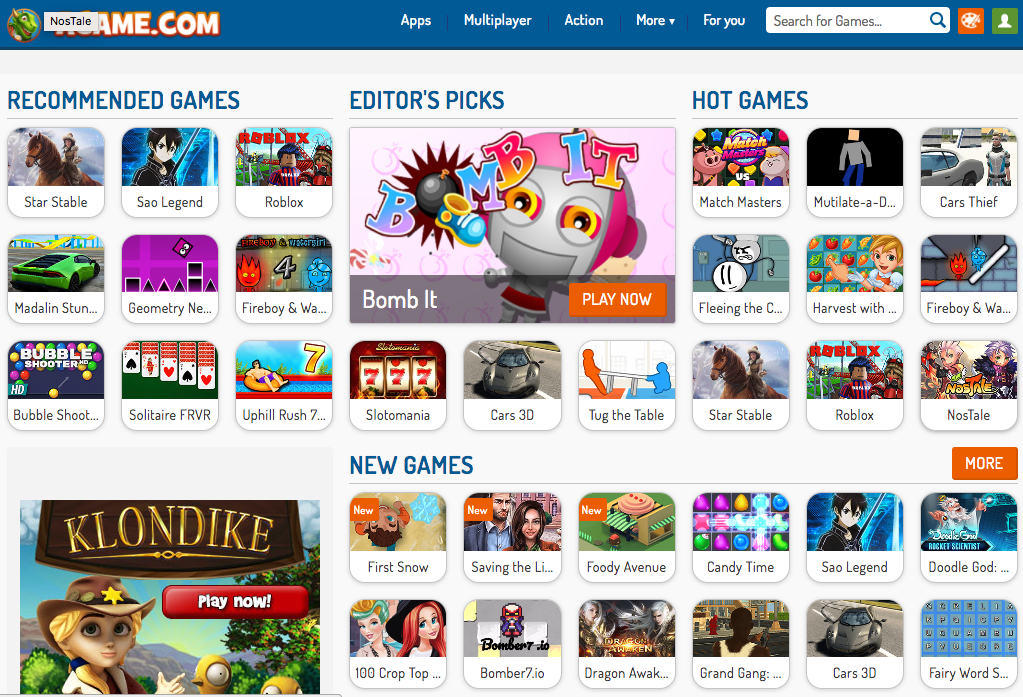 NosTale
AGAME.COM
Apps
Multiplayer
Action
More
For you
Search for Games...
RECOMMENDED GAMES
EDITOR'S PICKS
HOT GAMES
ROBLOX
BOMB IT
Match
Masters
US
Star Stable
Sao Legend
Roblox
Match Masters
Mutilate-a-D...
Cars Thief
FIREBOY & WATERGIRL
4
Bomb It
PLAY NOW
Madalin Stun...
Geometry Ne...
Fireboy & Wa...
Fleeing the C...
Harvest with ...
Fireboy & Wa...
BUBBLE
SHOOTER HD
HD
7
Slotomania
7 7 7
ROBLOX
NOSTALE
Bubble Shoot...
Solitaire FRVR
Uphill Rush 7...
Slotomania
Cars 3D
Tug the Table
Star Stable
Roblox
NosTale
NEW GAMES
MORE
New
New
New
Doodle God
ROCKET SCIENTIST
First Snow
Saving the Li...
Foody Avenue
Candy Time
Sao Legend
Doodle God: ...
KLONDIKE
Play now!
Bomber7.io
DRAGON
AWAKEN
100 Crop Top ...
Bomber7.io
Dragon Awak...
Grand Gang: ...
Cars 3D
Fairy Word S...